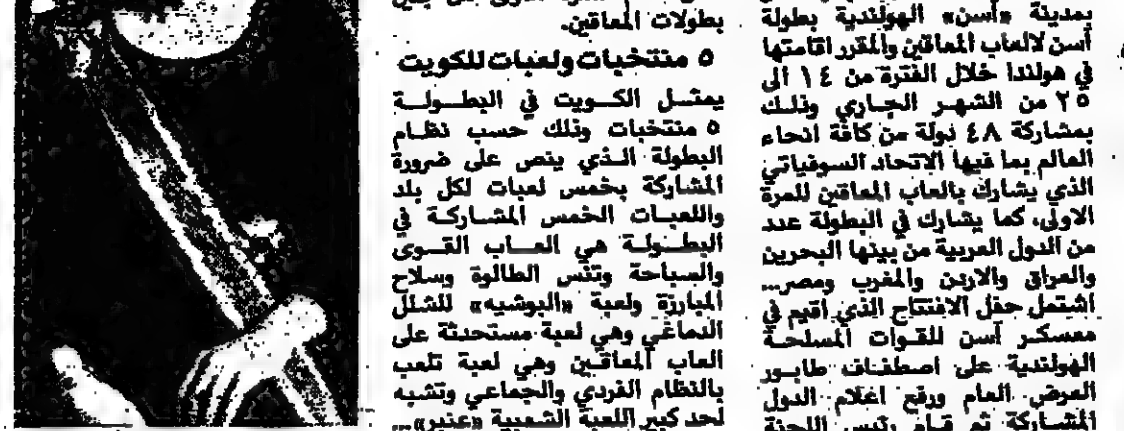 بمدينة «أسن» الهولندية بطولة
أسن لالعاب المعاقين والمقرر اقامتها
في هولندا خلال الفترة من ١٤ الى
٢٥ من الشهر الجاري وذلك
بمشاركة ٤٨ دولة من كافة انحاء
العالم بما فيها الاتحاد السوفياتي
الذي يشارك بالعاب المعاقين للمرة
الاولى، كما يشارك في البطولة عدد
من الدول العربية من بينها البحرين
والعراق والاردن والمغرب ومصر...
اشتمل حفل الافتتاح الذي اقيم في
معسكر أسن للقوات المسلحة
الهولندية على اصطفاف طابور
العرض العام ورفع اعلام الدول
المشاركة ثم قام رئيس اللجنة
بطولات المعاقين.
٥ منتخبات ولعبات للكويت
يمثل الكويت في البطولة
٥ منتخبات وذلك حسب نظام
البطولة الذي ينص على ضرورة
المشاركة بخمس لعبات لكل بلد
واللعبات الخمس المشاركة في
البطولة هي العاب القوى
والسباحة وتنس الطاولة وسلاح
المبارزة ولعبة «البوشيه» للشلل
الدماغي وهي لعبة مستحدثة على
العاب المعاقين وهي لعبة تلعب
بالنظام الفردي والجماعي وتشبه
لحد كبير اللعبة الشعبية «عنبر»...